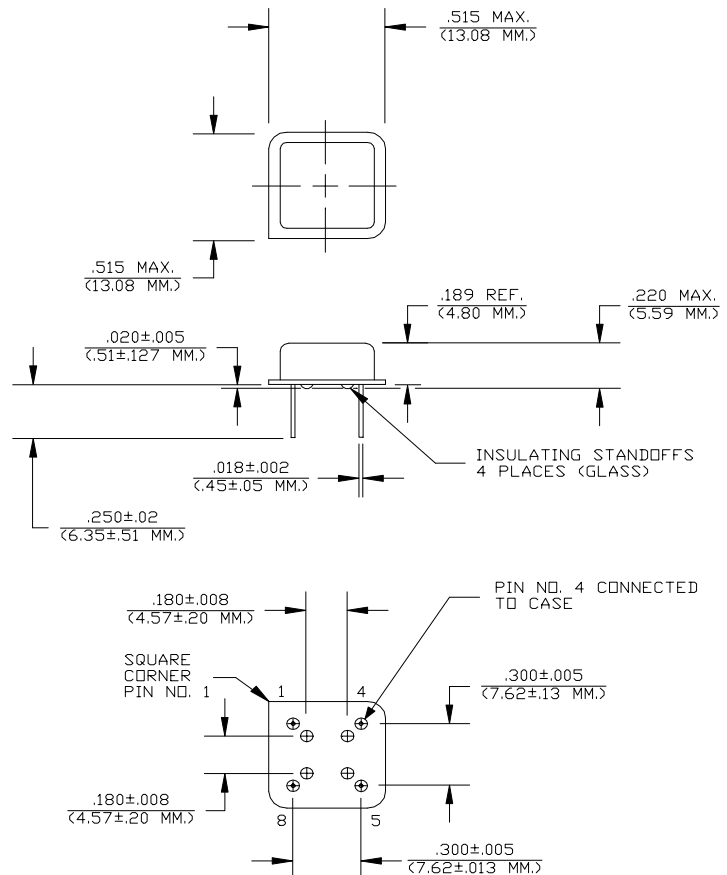 .515 MAX.
(13.08 MM.)
.515 MAX.
(13.08 MM.)
.189 REF.
(4.80 MM.)
.220 MAX.
(5.59 MM.)
.020±.005
(.51±.127 MM.)
INSULATING STANDOFFS
4 PLACES (GLASS)
.018±.002
(.45±.05 MM.)
.250±.02
(6.35±.51 MM.)
PIN NO. 4 CONNECTED
TO CASE
.180±.008
(4.57±.20 MM.)
SQUARE
CORNER
PIN NO. 1
1 4
.300±.005
(7.62±.13 MM.)
.180±.008
(4.57±.20 MM.)
8 5
.300±.005
(7.62±.013 MM.)